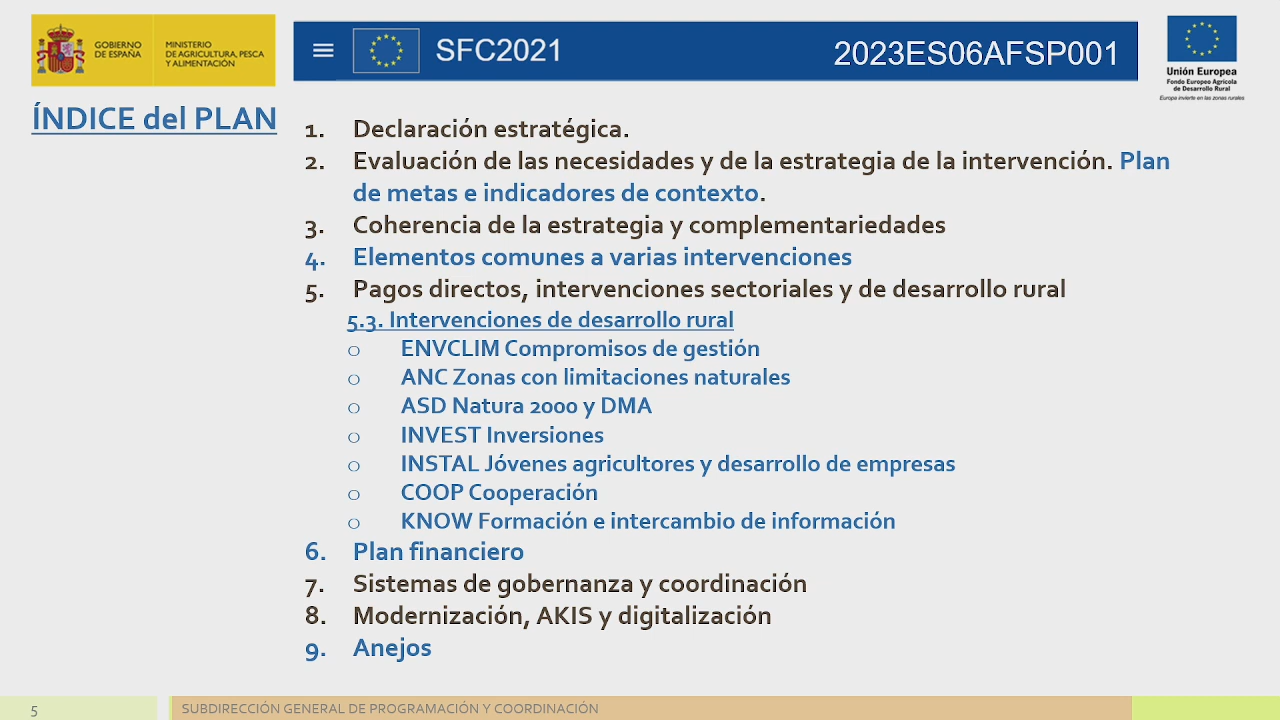 GOBIERNO
DE ESPAÑA
MINISTERIO
DE AGRICULTURA, PESCA
Y ALIMENTACIÓN
SFC2021
2023ES06AFSP001
Unión Europea
Fondo Europeo Agrícola
de Desarrollo Rural
Europa invierte en las zonas rurales
ÍNDICE del PLAN
1. Declaración estratégica.
2. Evaluación de las necesidades y de la estrategia de la intervención. Plan
de metas e indicadores de contexto.
3. Coherencia de la estrategia y complementariedades
4. Elementos comunes a varias intervenciones
5. Pagos directos, intervenciones sectoriales y de desarrollo rural
5.3. Intervenciones de desarrollo rural
o ENVCLIM Compromisos de gestión
o ANC Zonas con limitaciones naturales
o ASD Natura 2000 y DMA
o INVEST Inversiones
o INSTAL Jóvenes agricultores y desarrollo de empresas
o COOP Cooperación
o KNOW Formación e intercambio de información
6. Plan financiero
7. Sistemas de gobernanza y coordinación
8. Modernización, AKIS y digitalización
9. Anejos
5
SUBDIRECCIÓN GENERAL DE PROGRAMACIÓN Y COORDINACIÓN